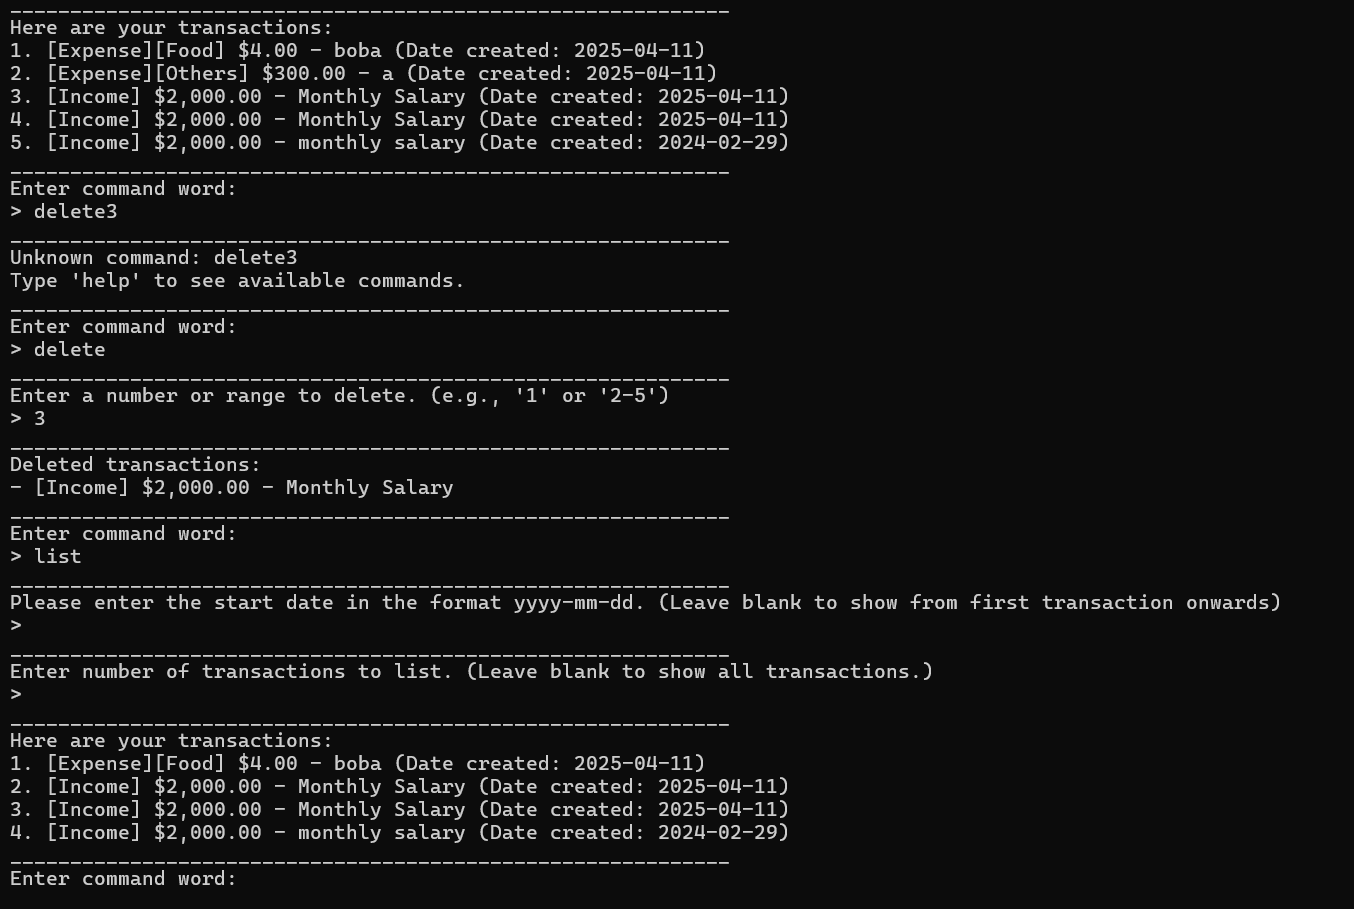 ____________________________________________________________
Here are your transactions:
1. [Expense][Food] $4.00 - boba (Date created: 2025-04-11)
2. [Expense][Others] $300.00 - a (Date created: 2025-04-11)
3. [Income] $2,000.00 - Monthly Salary (Date created: 2025-04-11)
4. [Income] $2,000.00 - Monthly Salary (Date created: 2025-04-11)
5. [Income] $2,000.00 - monthly salary (Date created: 2024-02-29)
____________________________________________________________
Enter command word:
> delete3
____________________________________________________________
Unknown command: delete3
Type 'help' to see available commands.
____________________________________________________________
Enter command word:
> delete
____________________________________________________________
Enter a number or range to delete. (e.g., '1' or '2-5')
> 3
____________________________________________________________
Deleted transactions:
- [Income] $2,000.00 - Monthly Salary
____________________________________________________________
Enter command word:
> list
____________________________________________________________
Please enter the start date in the format yyyy-mm-dd. (Leave blank to show from first transaction onwards)
>
____________________________________________________________
Enter number of transactions to list. (Leave blank to show all transactions.)
>
____________________________________________________________
Here are your transactions:
1. [Expense][Food] $4.00 - boba (Date created: 2025-04-11)
2. [Income] $2,000.00 - Monthly Salary (Date created: 2025-04-11)
3. [Income] $2,000.00 - Monthly Salary (Date created: 2025-04-11)
4. [Income] $2,000.00 - monthly salary (Date created: 2024-02-29)
____________________________________________________________
Enter command word: